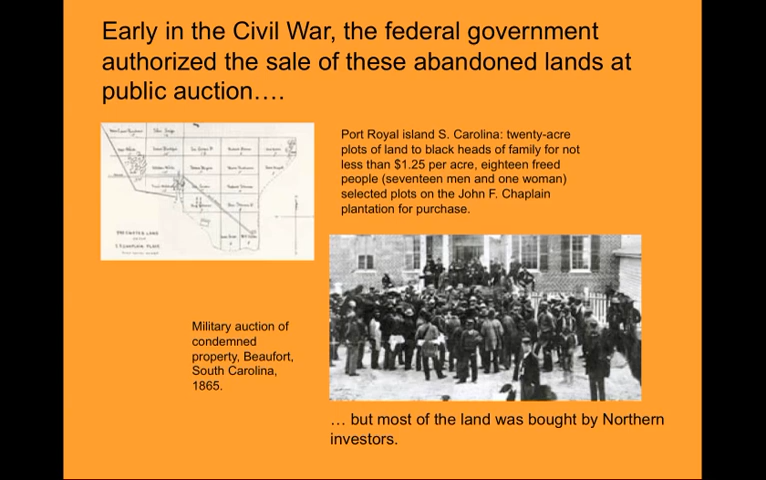 Early in the Civil War, the federal government
authorized the sale of these abandoned lands at
public auction….
Port Royal island S. Carolina: twenty-acre
plots of land to black heads of family for not
less than $1.25 per acre, eighteen freed
people (seventeen men and one woman)
selected plots on the John F. Chaplain
plantation for purchase.
Military auction of
condemned
property, Beaufort,
South Carolina,
1865.
… but most of the land was bought by Northern
investors.